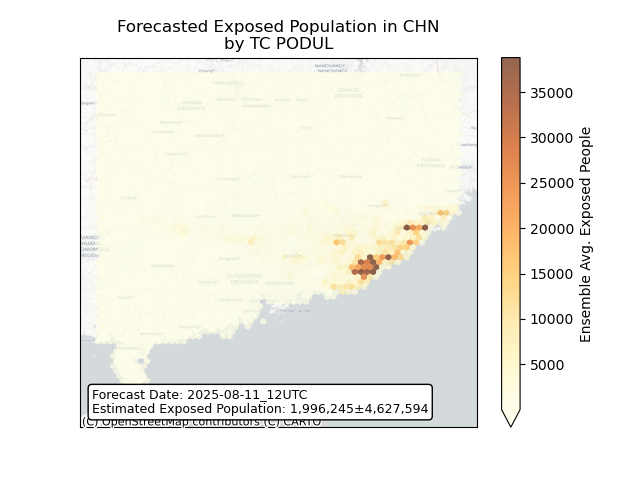 Forecasted Exposed Population in CHN
by TC PODUL
35000
30000
25000
20000
15000
10000
5000
Ensemble Avg. Exposed People
Forecast Date: 2025-08-11_12UTC
Estimated Exposed Population: 1,996,245±4,627,594
(C) OpenStreetMap contributors (C) CARTO